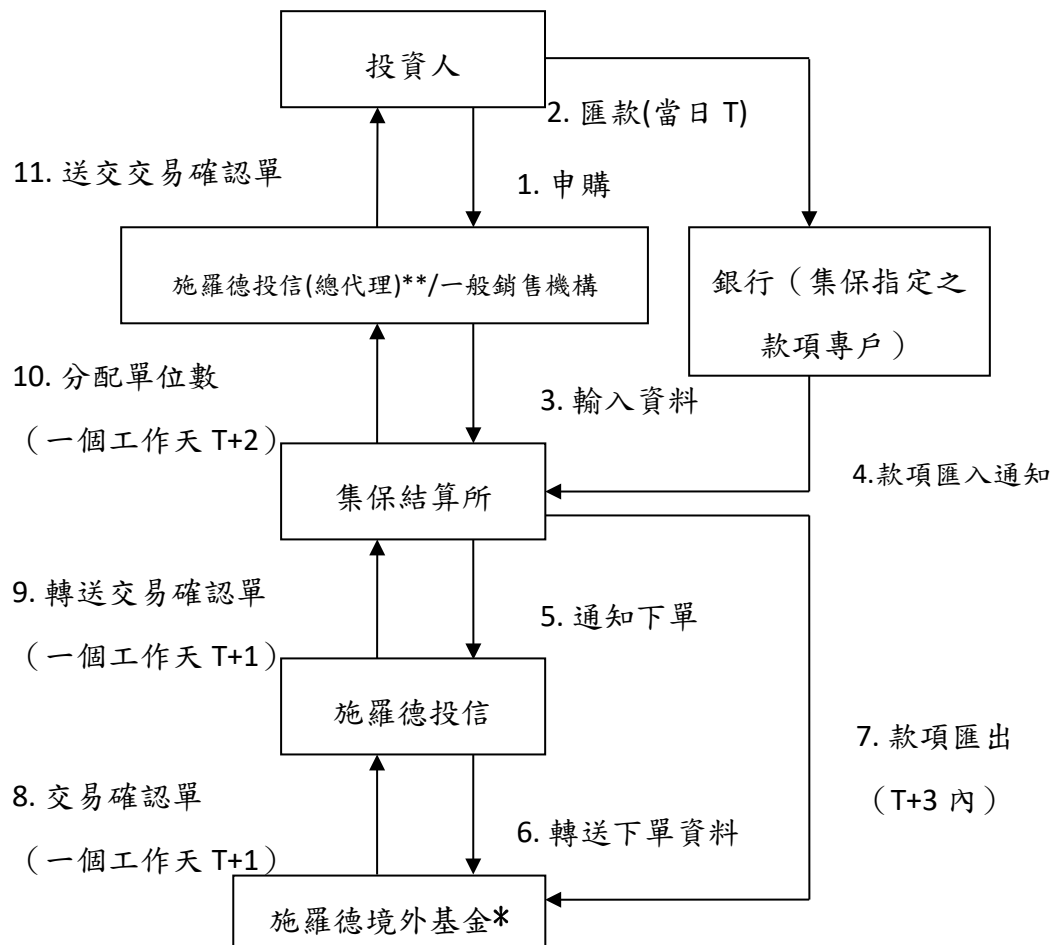 投資人
2. 匯款(當日 T)
11. 送交交易確認單
1. 申購
施羅德投信(總代理)**/一般銷售機構
銀行（集保指定之
款項專戶）
10. 分配單位數
（一個工作天 T+2）
3. 輸入資料
4.款項匯入通知
集保結算所
9. 轉送交易確認單
（一個工作天 T+1）
5. 通知下單
施羅德投信
7. 款項匯出
（T+3 內）
8. 交易確認單
（一個工作天 T+1）
6. 轉送下單資料
施羅德境外基金*